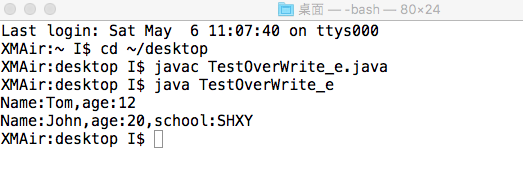 桌面 — -bash — 80×24
Last login: Sat May  6 11:07:40 on ttys000
XMAir:~ I$ cd ~/desktop
XMAir:desktop I$ javac TestOverWrite_e.java
XMAir:desktop I$ java TestOverWrite_e
Name:Tom,age:12
Name:John,age:20,school:SHXY
XMAir:desktop I$